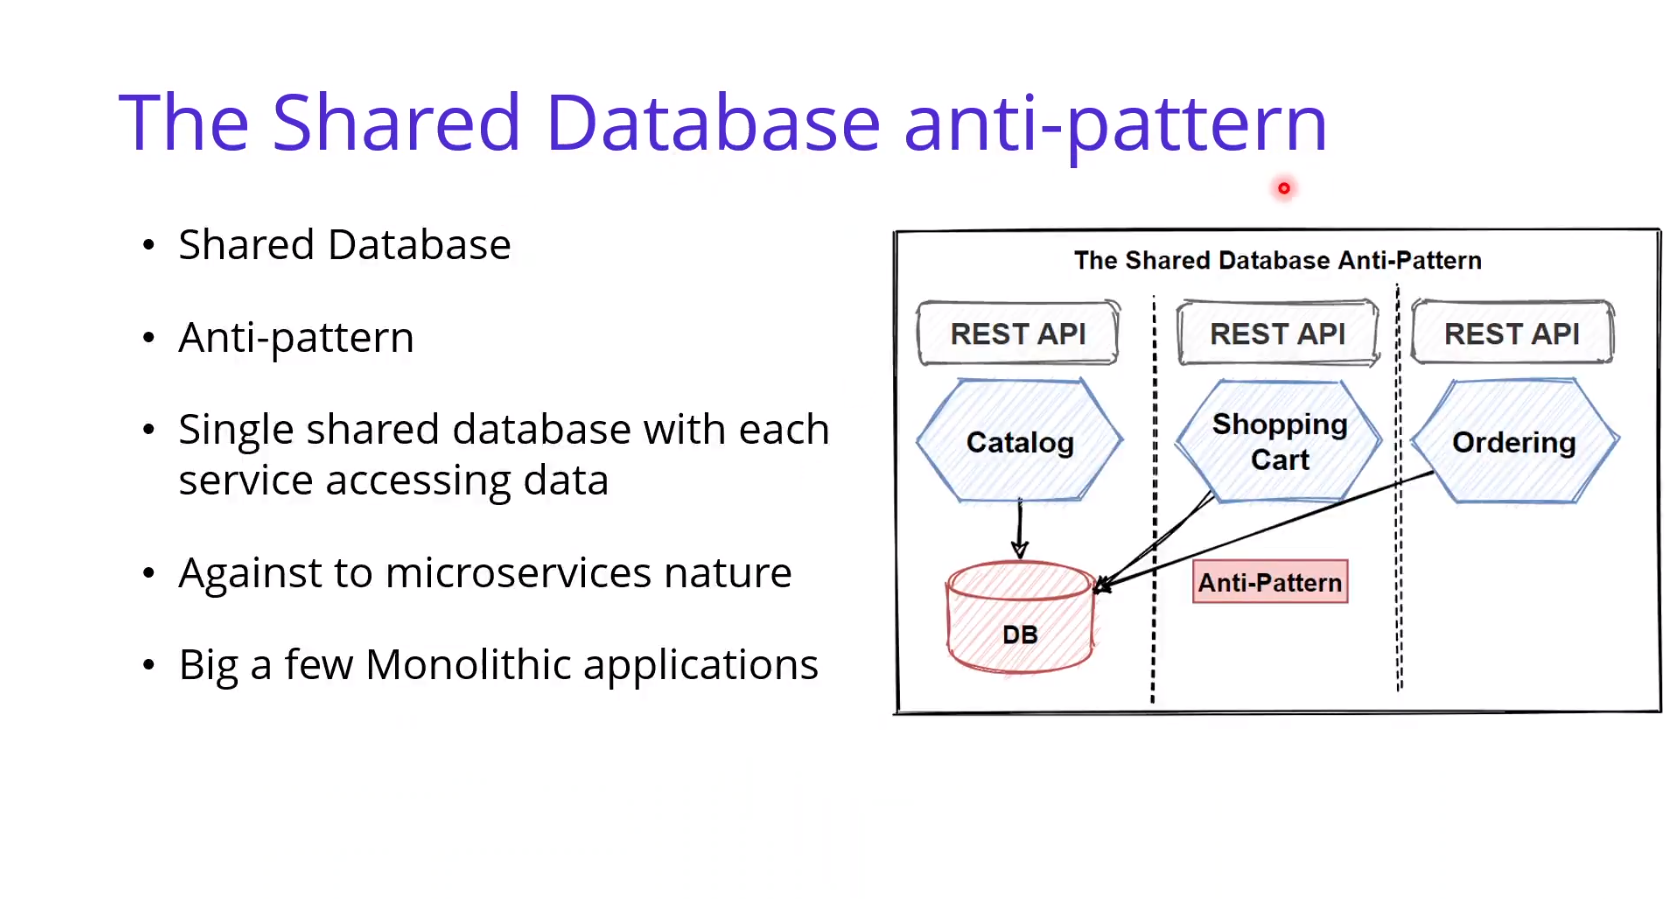 The Shared Database anti-pattern
• Shared Database
• Anti-pattern
• Single shared database with each
service accessing data
• Against to microservices nature
• Big a few Monolithic applications
The Shared Database Anti-Pattern
REST API
REST API
REST API
Catalog
Shopping
Cart
Ordering
DB
Anti-Pattern